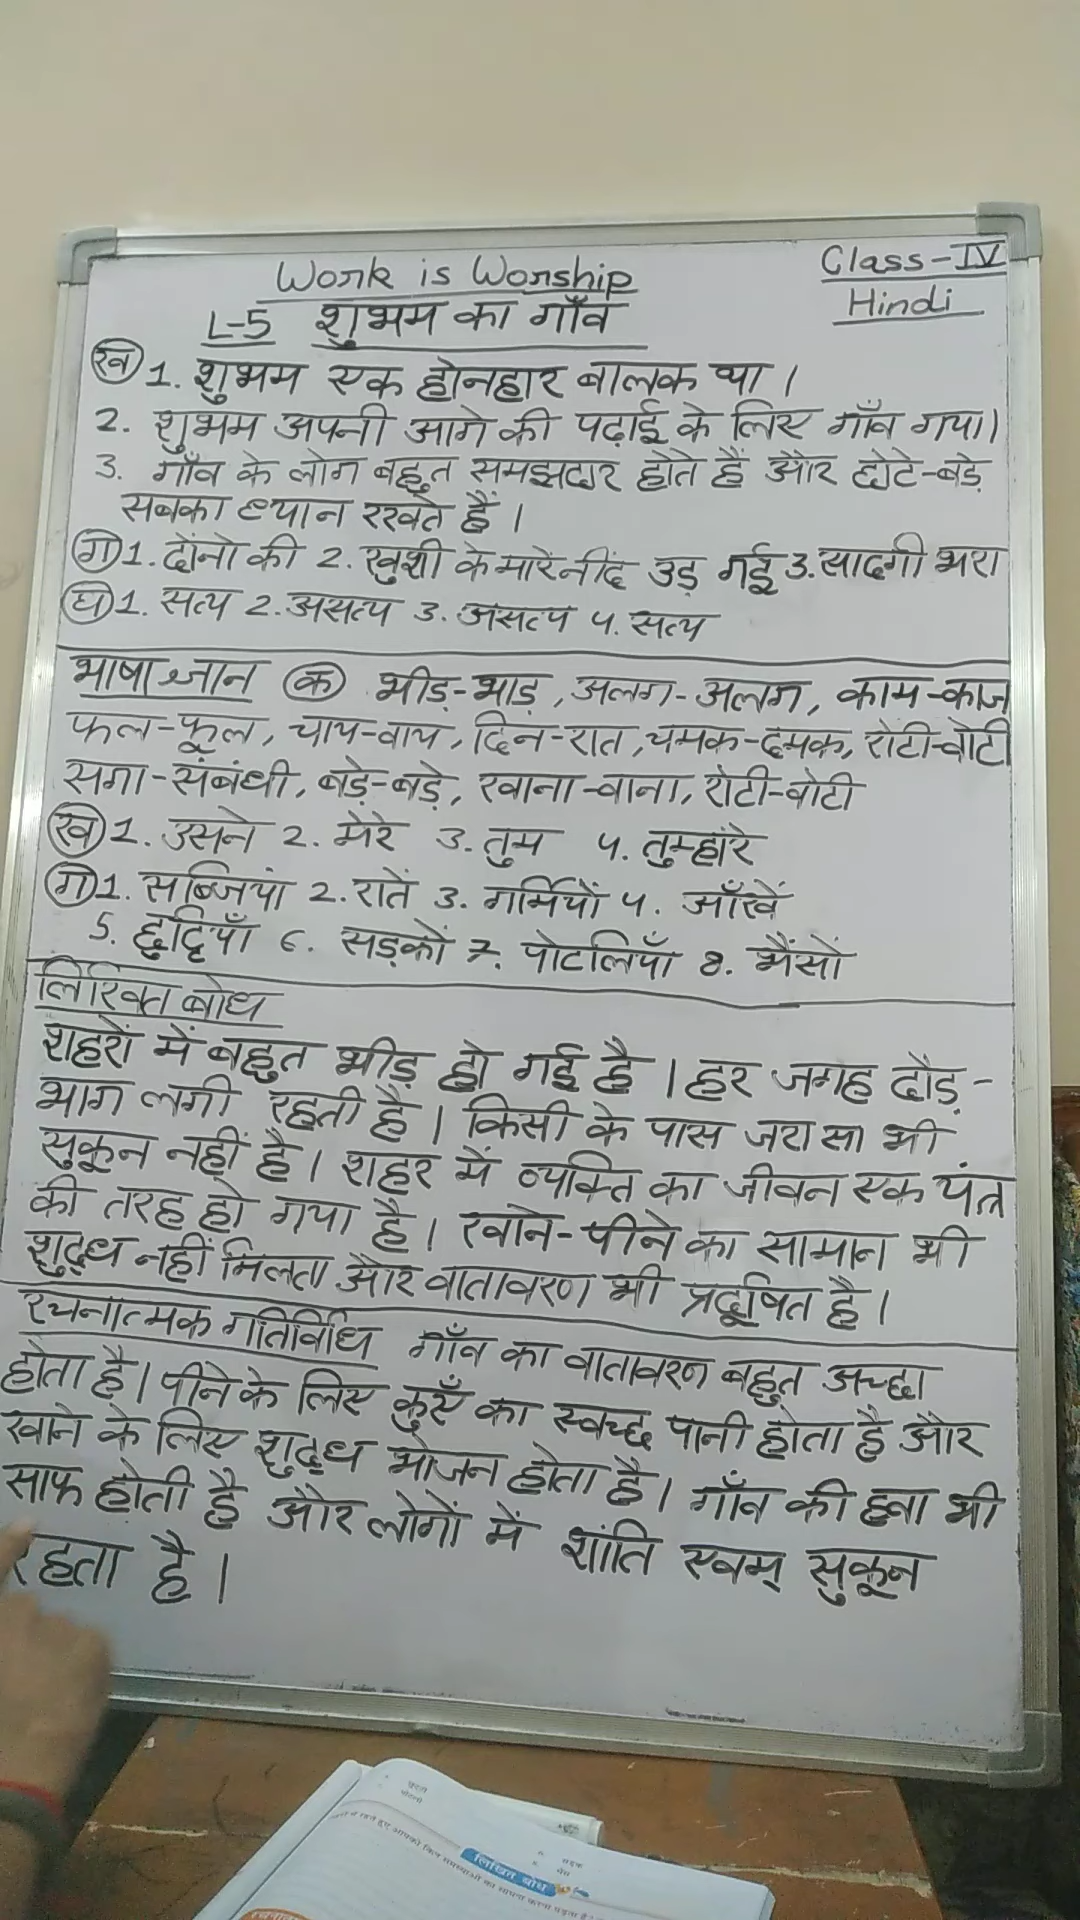 Work is Worship
Class-IV
Hindi
L-5 शुभम का गाँव
ख 1. शुभम एक होनहार बालक था।
2. शुभम अपनी आगे की पढ़ाई के लिए गाँव गया।
3. गाँव के लोग बहुत समझदार होते हैं और छोटे-बड़े
सबका ध्यान रखते हैं।
ग 1. दोंनो की 2. खुशी के मारे नींद उड़ गई 3. सादगी भरा
घ 1. सत्य 2. असत्य 3. असत्य 4. सत्य
भाषा ज्ञान क भीड़-भाड़, अलग-अलग, काम-काज
फल-फूल, चाय-वाय, दिन-रात, चमक-दमक, रोटी-वोटी
सगा-संबंधी, बड़े-बड़े, खाना-वाना, रोटी-वोटी
ख 1. उसने 2. मेरे 3. तुम 4. तुम्हारे
ग 1. सब्जियां 2. रातें 3. गर्मियों 4. आँखें
5. छुट्टियाँ 6. सड़कों 7. पोटलियाँ 8. भैंसों
लिखित बोध
शहरों में बहुत भीड़ हो गई है। हर जगह दौड़-
भाग लगी रहती है। किसी के पास जरा सा भी
सुकून नहीं है। शहर में व्यक्ति का जीवन एक यंत्र
की तरह हो गया है। खाने-पीने का सामान भी
शुद्ध नहीं मिलता और वातावरण भी प्रदूषित है।
रचनात्मक गतिविधि गाँव का वातावरण बहुत अच्छा
होता है। पीने के लिए कुएँ का स्वच्छ पानी होता है और
खाने के लिए शुद्ध भोजन होता है। गाँव की हवा भी
साफ होती है और लोगों में शांति एवम् सुकून
रहता है।
लिखित बोध